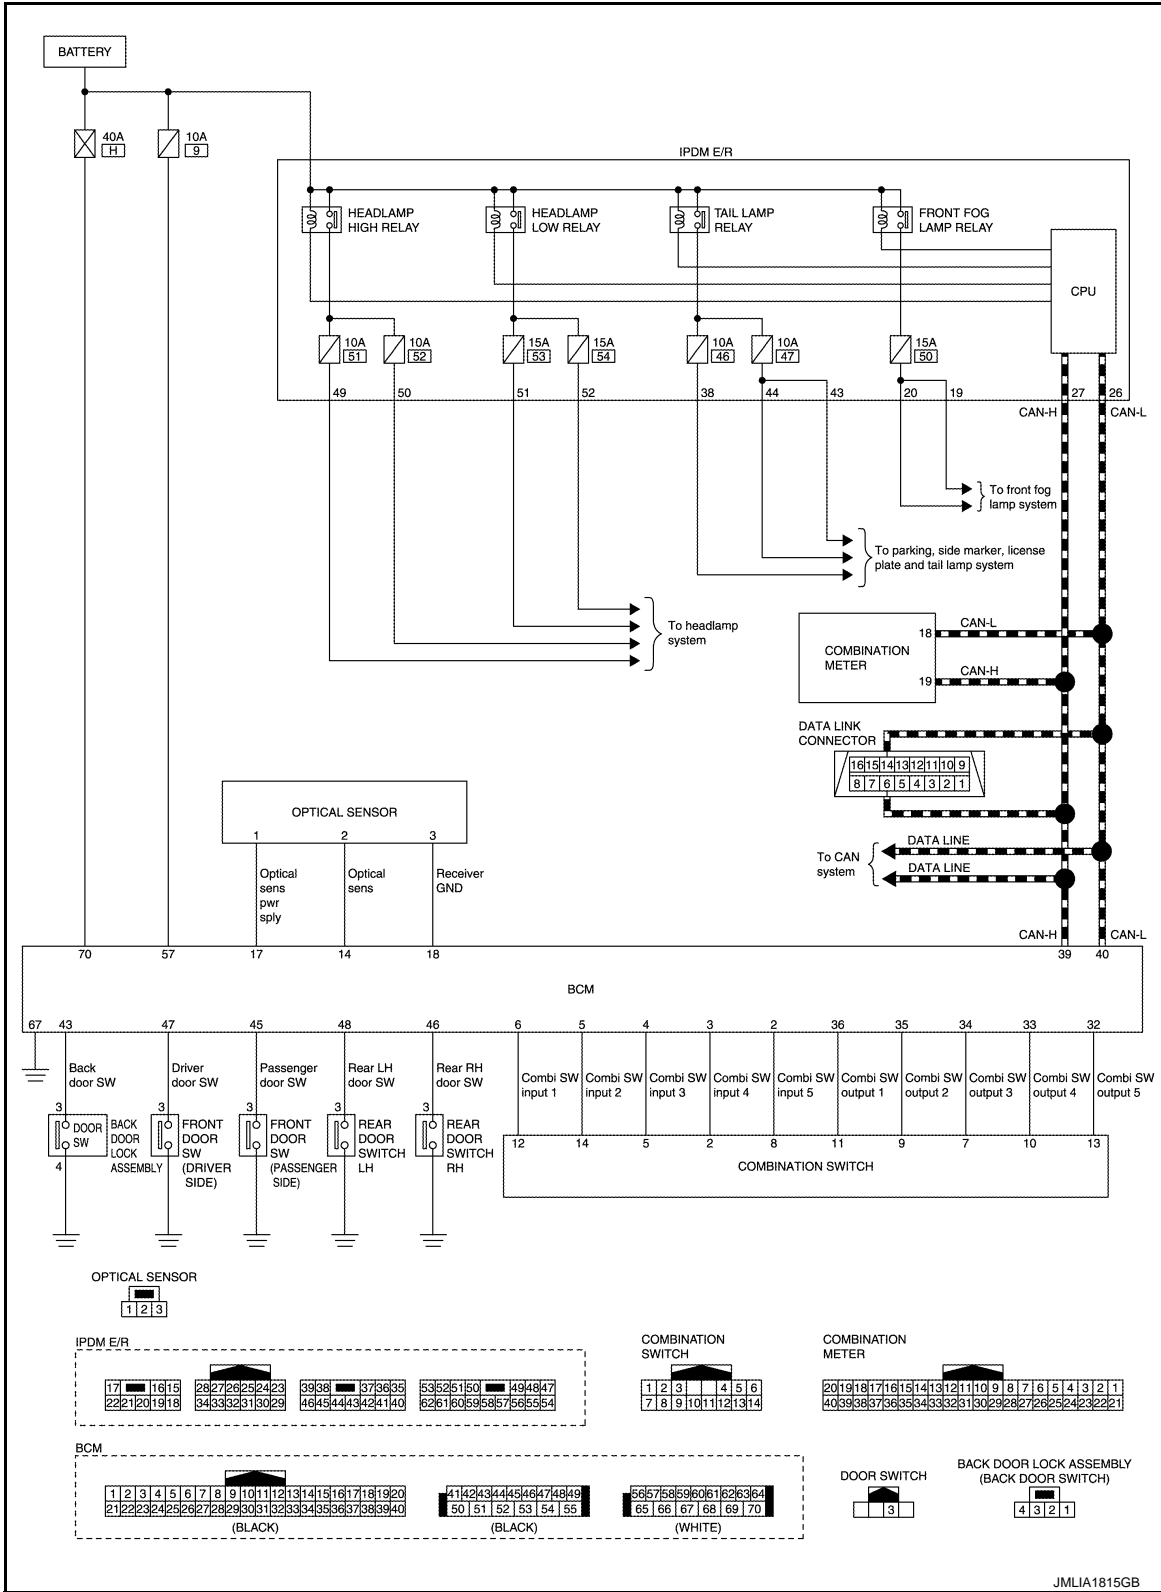 BATTERY
40A
H
10A
9
IPDM E/R
HEADLAMP
HIGH RELAY
HEADLAMP
LOW RELAY
TAIL LAMP
RELAY
FRONT FOG
LAMP RELAY
CPU
10A
51
10A
52
15A
53
15A
54
10A
46
10A
47
15A
50
49 50 51 52 38 44 43 20 19 27 26
CAN-H
CAN-L
To front fog
lamp system
To parking, side marker, license
plate and tail lamp system
To headlamp
system
COMBINATION
METER
18
CAN-L
19
CAN-H
DATA LINK
CONNECTOR
16 15 14 13 12 11 10 9
8 7 6 5 4 3 2 1
To CAN
system
DATA LINE
DATA LINE
OPTICAL SENSOR
1 2 3
Optical
sens
pwr
sply
Optical
sens
Receiver
GND
CAN-H
CAN-L
70 57 17 14 18 39 40
BCM
67 43 47 45 48 46 6 5 4 3 2 36 35 34 33 32
Back
door SW
Driver
door SW
Passenger
door SW
Rear LH
door SW
Rear RH
door SW
Combi SW
input 1
Combi SW
input 2
Combi SW
input 3
Combi SW
input 4
Combi SW
input 5
Combi SW
output 1
Combi SW
output 2
Combi SW
output 3
Combi SW
output 4
Combi SW
output 5
3 3 3 3 3
DOOR
SW
4
BACK
DOOR
LOCK
ASSEMBLY
FRONT
DOOR
SW
(DRIVER
SIDE)
FRONT
DOOR
SW
(PASSENGER
SIDE)
REAR
DOOR
SWITCH
LH
REAR
DOOR
SWITCH
RH
12 14 5 2 8 11 9 7 10 13
COMBINATION SWITCH
OPTICAL SENSOR
1 2 3
IPDM E/R
17 16 15
22 21 20 19 18
28 27 26 25 24 23
34 33 32 31 30 29
39 38 37 36 35
46 45 44 43 42 41 40
53 52 51 50 49 48 47
62 61 60 59 58 57 56 55 54
COMBINATION
SWITCH
1 2 3 4 5 6
7 8 9 10 11 12 13 14
COMBINATION
METER
20 19 18 17 16 15 14 13 12 11 10 9 8 7 6 5 4 3 2 1
40 39 38 37 36 35 34 33 32 31 30 29 28 27 26 25 24 23 22 21
BCM
1 2 3 4 5 6 7 8 9 10 11 12 13 14 15 16 17 18 19 20
21 22 23 24 25 26 27 28 29 30 31 32 33 34 35 36 37 38 39 40
(BLACK)
41 42 43 44 45 46 47 48 49
50 51 52 53 54 55
(BLACK)
56 57 58 59 60 61 62 63 64
65 66 67 68 69 70
(WHITE)
DOOR SWITCH
3
BACK DOOR LOCK ASSEMBLY
(BACK DOOR SWITCH)
4 3 2 1
JMLIA1815GB